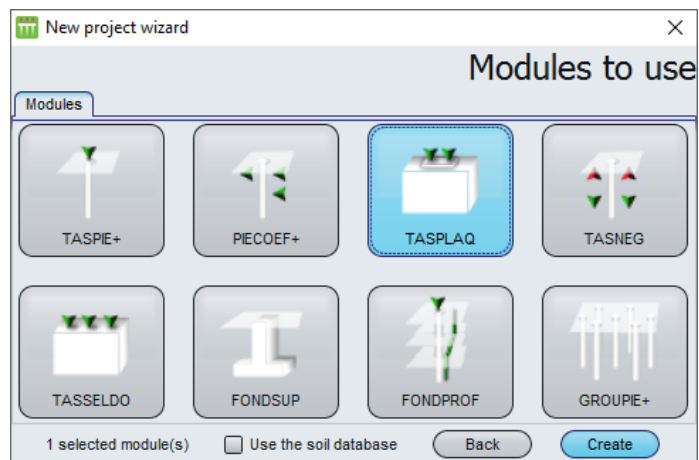 New project wizard
Modules to use
Modules
TASPIE+ PIECOEF+ TASPLAQ TASNEG
TASSELDO FONDSUP FONDPROF GROUPIE+
1 selected module(s) Use the soil database Back Create